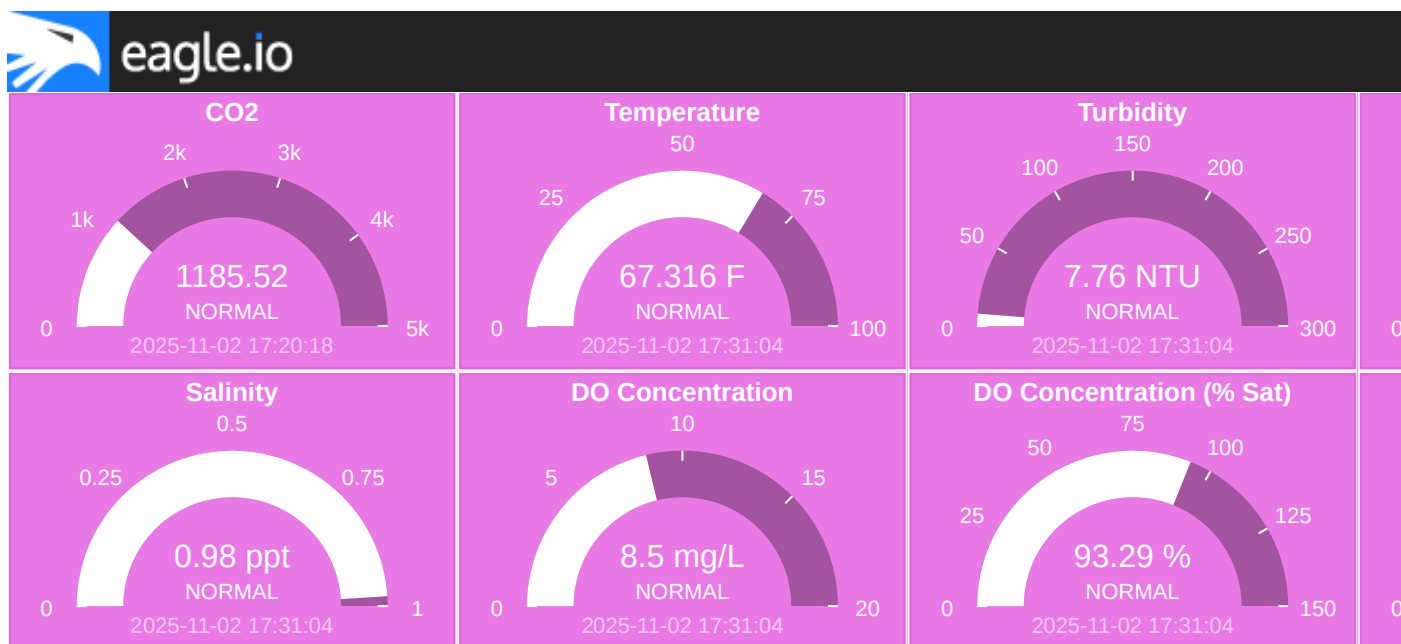 eagle.io
CO2
2k
3k
1k
4k
1185.52
NORMAL
0
5k
2025-11-02 17:20:18
Temperature
50
25
75
67.316 F
NORMAL
0
100
2025-11-02 17:31:04
Turbidity
150
100
200
50
250
7.76 NTU
NORMAL
0
300
2025-11-02 17:31:04
0
Salinity
0.5
0.25
0.75
0.98 ppt
NORMAL
0
1
2025-11-02 17:31:04
DO Concentration
10
5
15
8.5 mg/L
NORMAL
0
20
2025-11-02 17:31:04
DO Concentration (% Sat)
75
50
100
25
125
93.29 %
NORMAL
0
150
2025-11-02 17:31:04
0